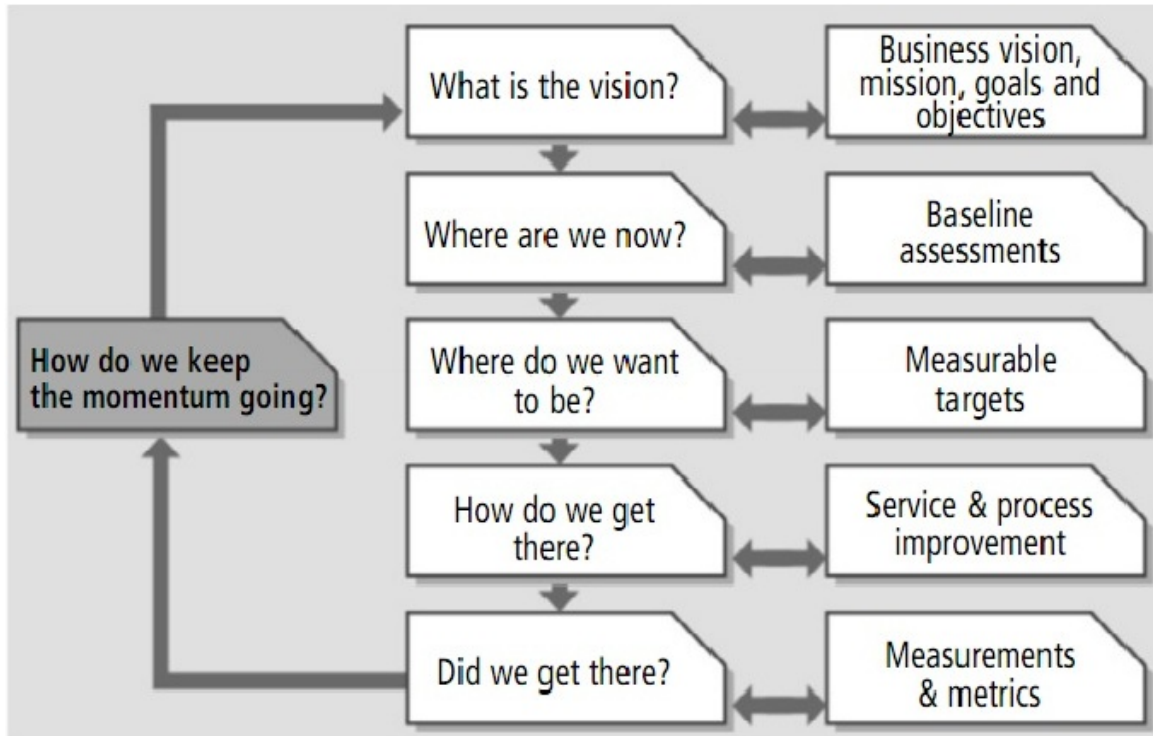 What is the vision?
Business vision,
mission, goals and
objectives
Where are we now?
Baseline
assessments
How do we keep
the momentum going?
Where do we want
to be?
Measurable
targets
How do we get
there?
Service & process
improvement
Did we get there?
Measurements
& metrics